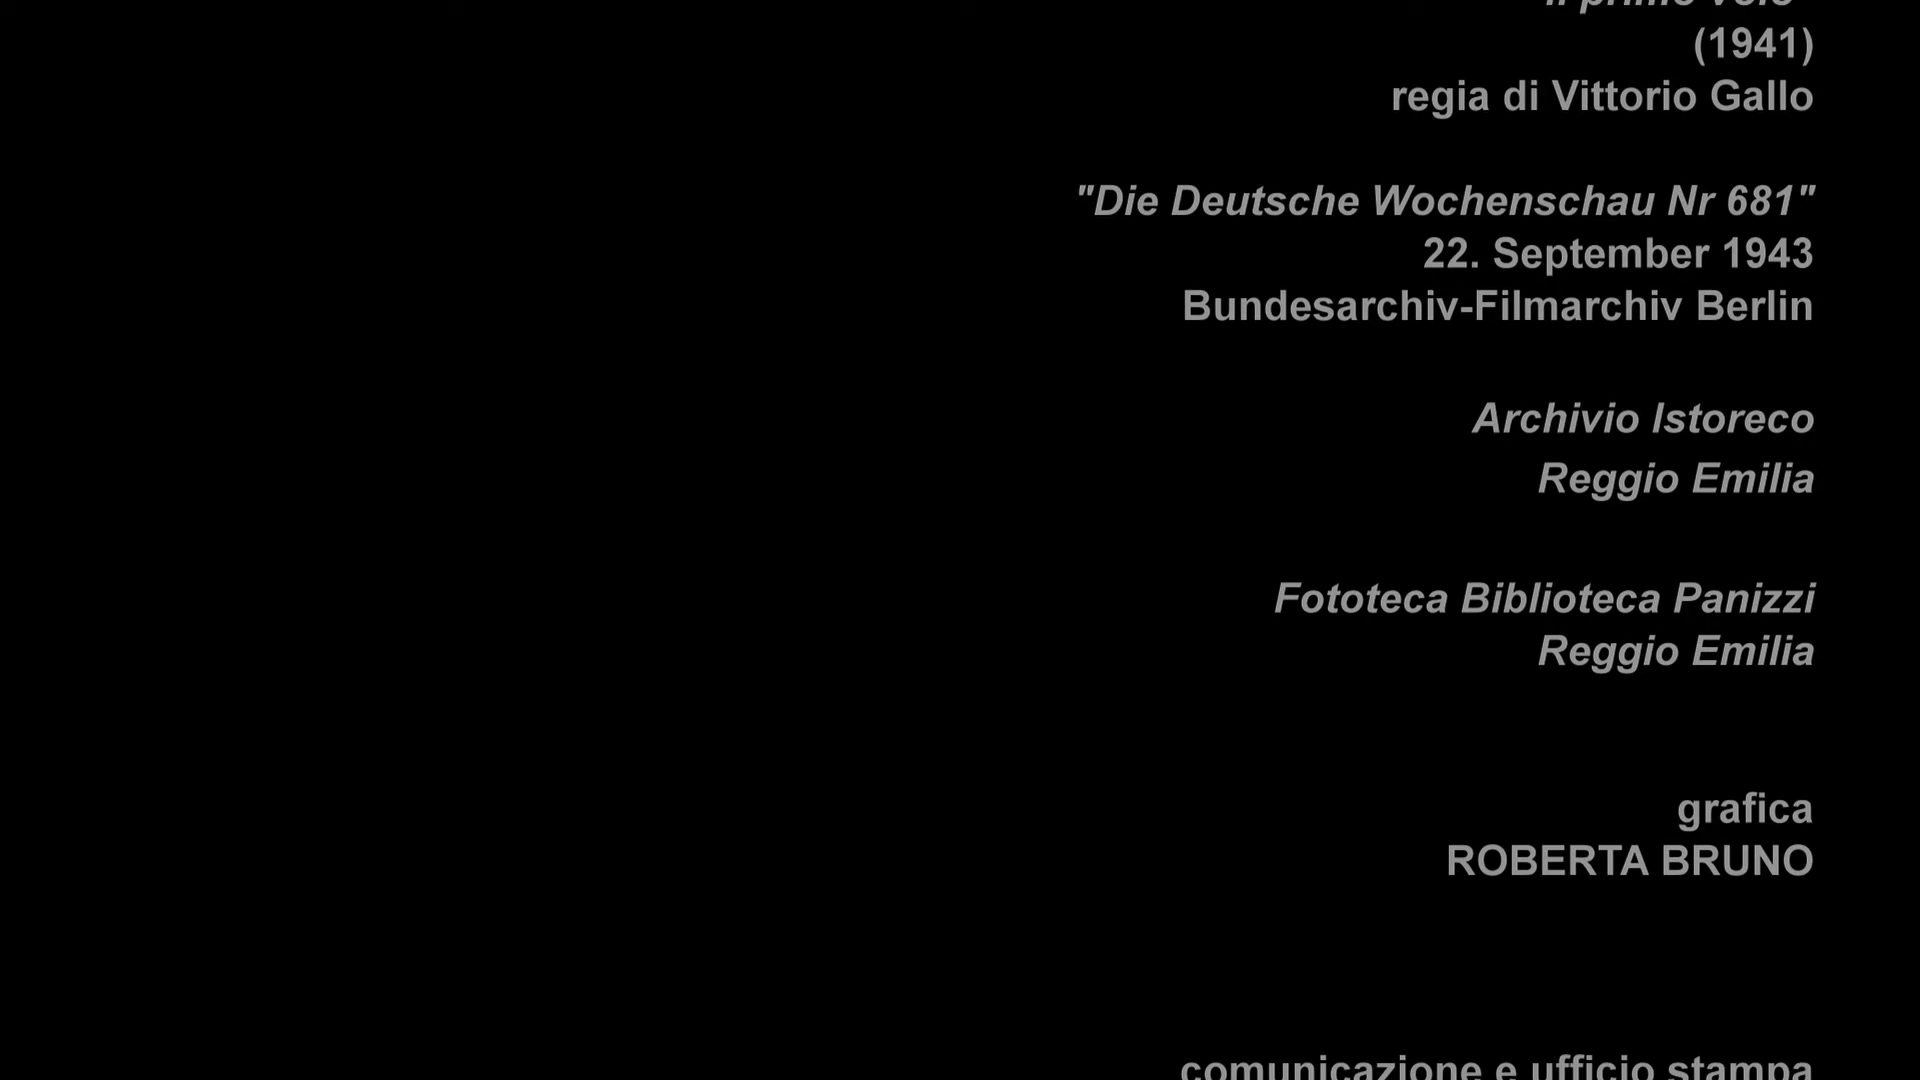 (1941)
regia di Vittorio Gallo
"Die Deutsche Wochenschau Nr 681"
22. September 1943
Bundesarchiv-Filmarchiv Berlin
Archivio Istoreco
Reggio Emilia
Fototeca Biblioteca Panizzi
Reggio Emilia
grafica
ROBERTA BRUNO
comunicazione e ufficio stampa